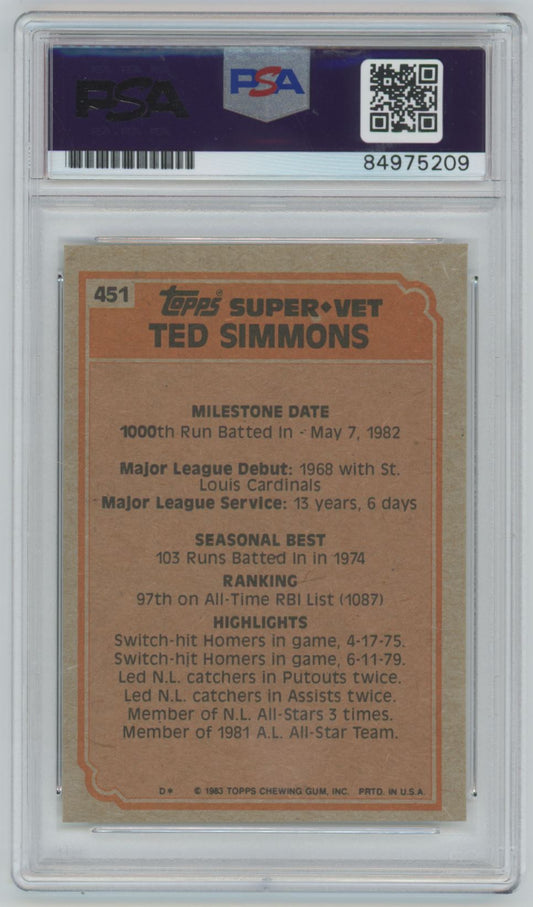 PSA
PSA
84975209
451
Topps® SUPER♦VET
TED SIMMONS
MILESTONE DATE
1000th Run Batted In - May 7, 1982
Major League Debut: 1968 with St.
Louis Cardinals
Major League Service: 13 years, 6 days
SEASONAL BEST
103 Runs Batted In in 1974
RANKING
97th on All-Time RBI List (1087)
HIGHLIGHTS
Switch-hit Homers in game, 4-17-75.
Switch-hit Homers in game, 6-11-79.
Led N.L. catchers in Putouts twice.
Led N.L. catchers in Assists twice.
Member of N.L. All-Stars 3 times.
Member of 1981 A.L. All-Star Team.
D* © 1983 TOPPS CHEWING GUM, INC. PRTD. IN U.S.A.